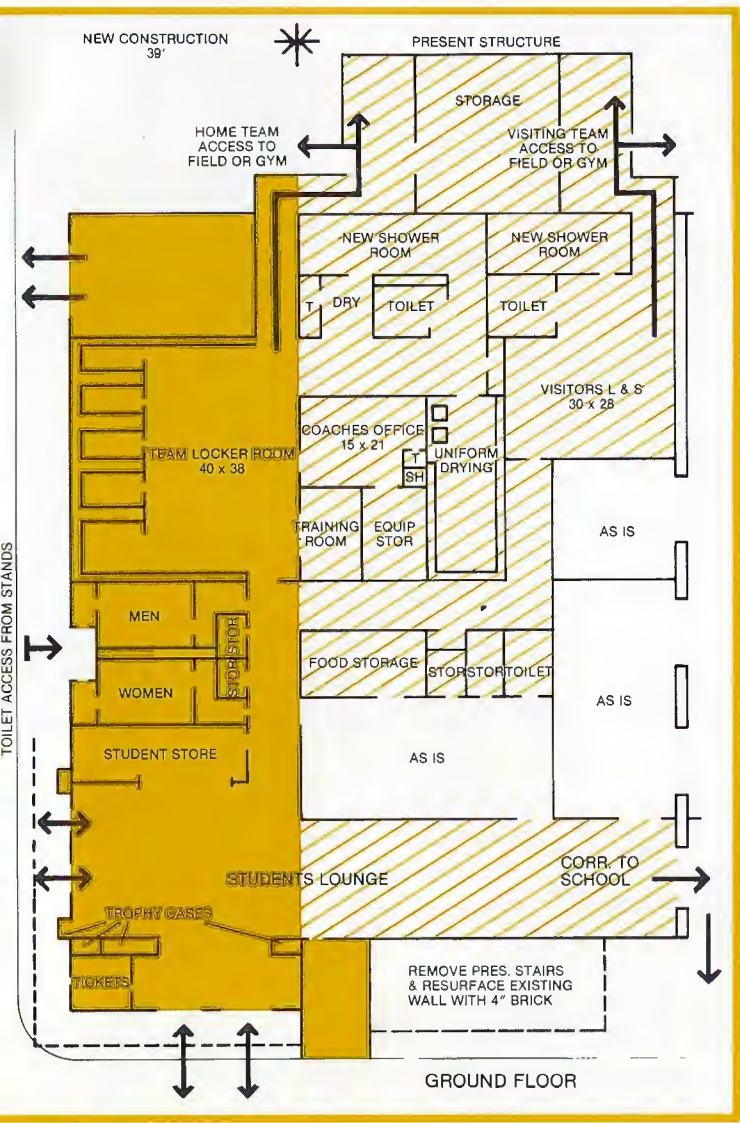 NEW CONSTRUCTION
39'
PRESENT STRUCTURE
STORAGE
HOME TEAM
ACCESS TO
FIELD OR GYM
VISITING TEAM
ACCESS TO
FIELD OR GYM
NEW SHOWER
ROOM
NEW SHOWER
ROOM
T
DRY
TOILET
TOILET
VISITORS L & S
30 x 28
COACHES OFFICE
15 x 21
T
SH
UNIFORM
DRYING
TEAM LOCKER ROOM
40 x 38
TRAINING
ROOM
EQUIP
STOR
AS IS
TOILET ACCESS FROM STANDS
MEN
WOMEN
STOR
STOR
FOOD STORAGE
STOR
STOR
TOILET
AS IS
AS IS
STUDENT STORE
STUDENTS LOUNGE
CORR. TO
SCHOOL
TROPHY CASES
TICKETS
REMOVE PRES. STAIRS
& RESURFACE EXISTING
WALL WITH 4" BRICK
GROUND FLOOR